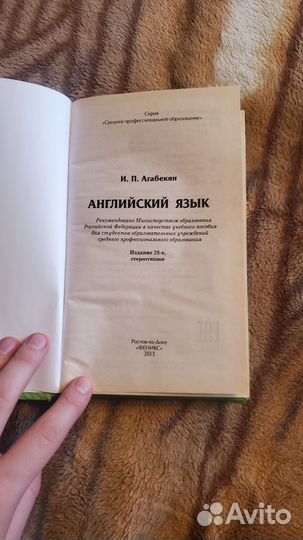 Серия
«Среднее профессиональное образование»
И. П. Агабекян
АНГЛИЙСКИЙ ЯЗЫК
Рекомендовано Министерством образования
Российской Федерации в качестве учебного пособия
для студентов образовательных учреждений
среднего профессионального образования
Издание 26-е,
стереотипное
Ростов-на-Дону
«ФЕНИКС»
2015
Avito